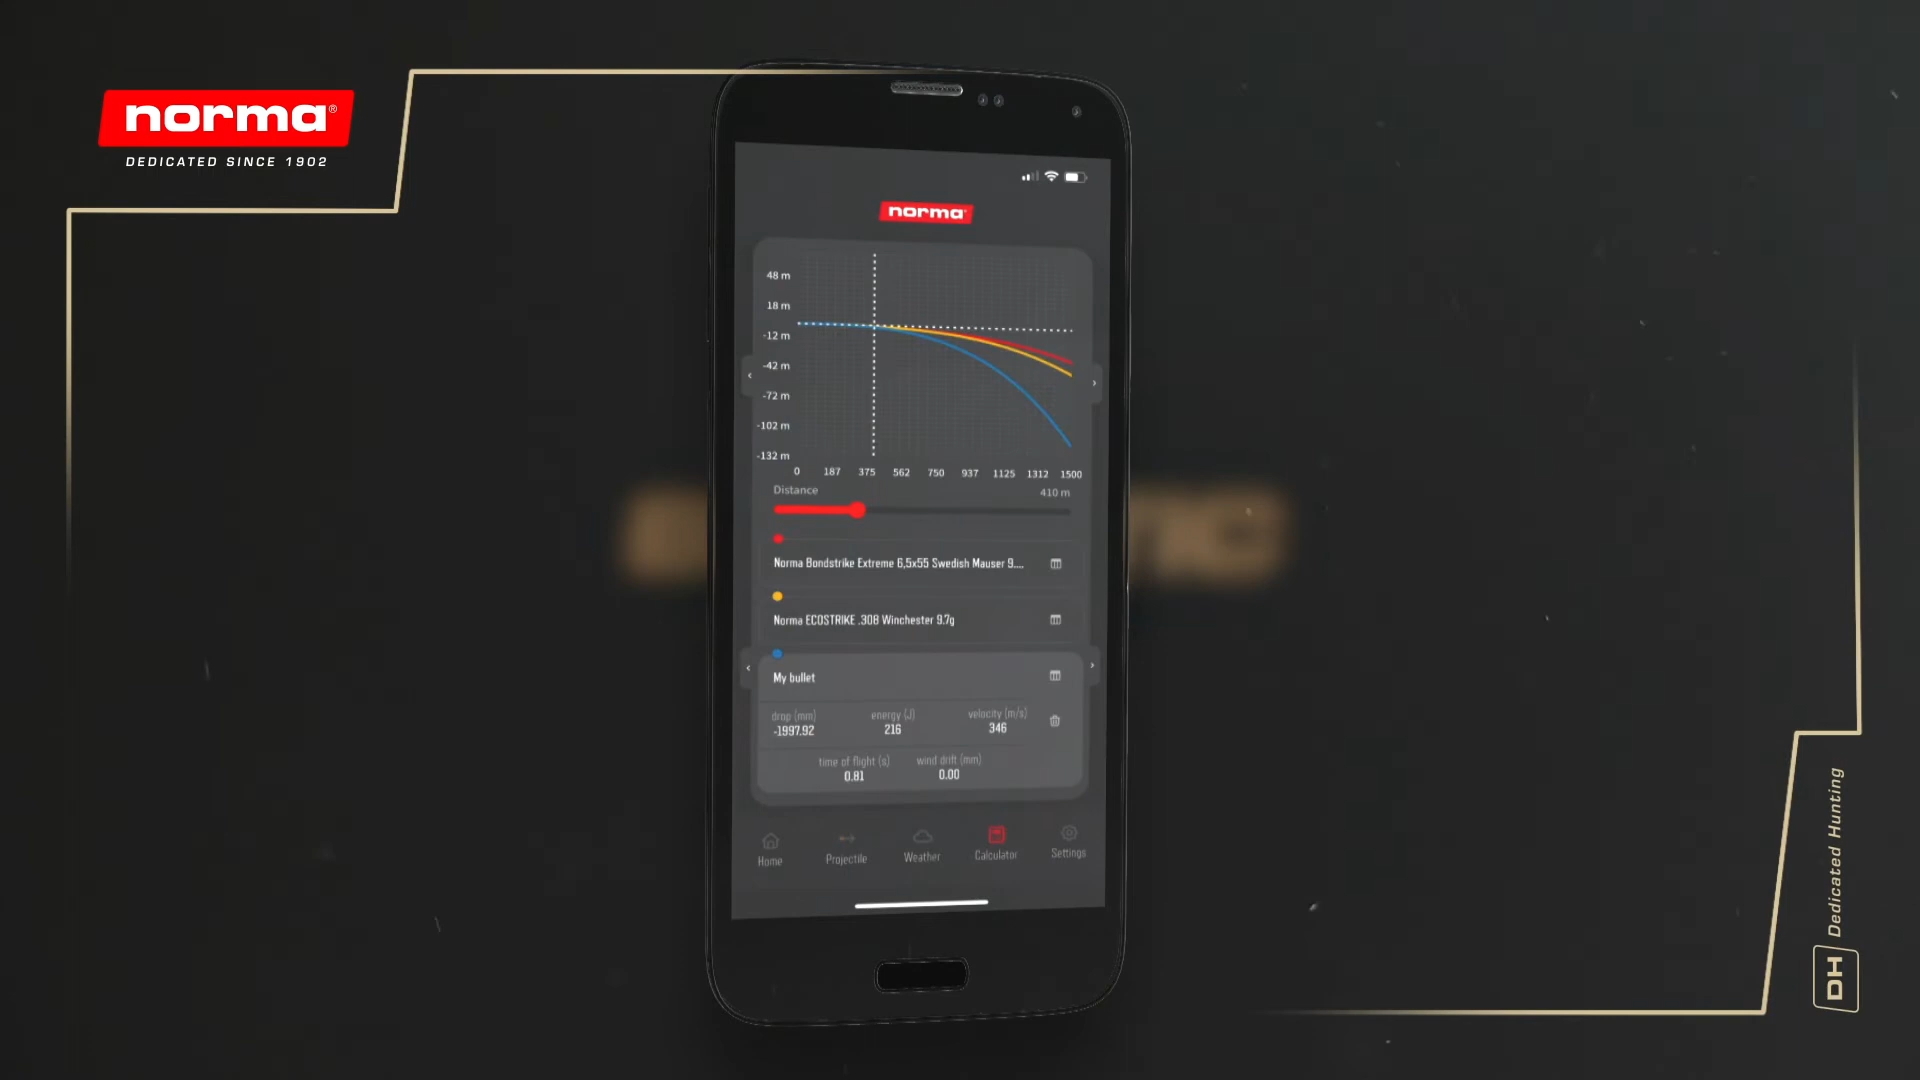 norma®
DEDICATED SINCE 1902
norma
48 m
18 m
-12 m
-42 m
-72 m
-102 m
-132 m
0 187 375 562 750 937 1125 1312 1500
Distance 410 m
Norma Bondstrike Extreme 6,5x55 Swedish Mauser 9....
Norma ECOSTRIKE .308 Winchester 9.7g
My bullet
drop (mm) energy (J) velocity (m/s)
-1997.92 216 346
time of flight (s) wind drift (mm)
0.81 0.00
Home Projectile Weather Calculator Settings
DH Dedicated Hunting